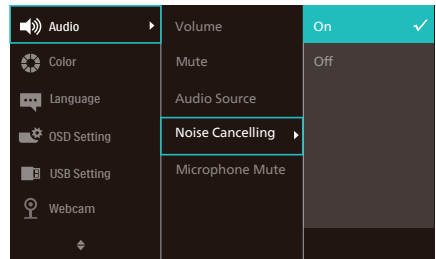 Audio
Color
Language
OSD Setting
USB Setting
Webcam
Volume
Mute
Audio Source
Noise Cancelling
Microphone Mute
On
Off